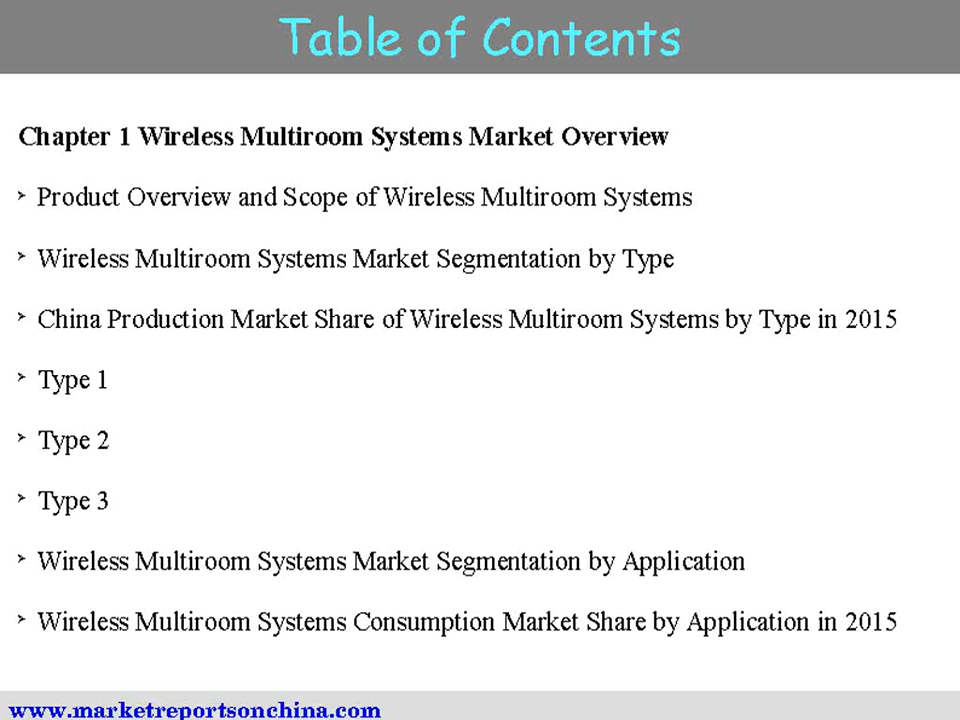 Table of Contents
Chapter 1 Wireless Multiroom Systems Market Overview
Product Overview and Scope of Wireless Multiroom Systems
Wireless Multiroom Systems Market Segmentation by Type
China Production Market Share of Wireless Multiroom Systems by Type in 2015
Type 1
Type 2
Type 3
Wireless Multiroom Systems Market Segmentation by Application
Wireless Multiroom Systems Consumption Market Share by Application in 2015
www.marketreportsonchina.com